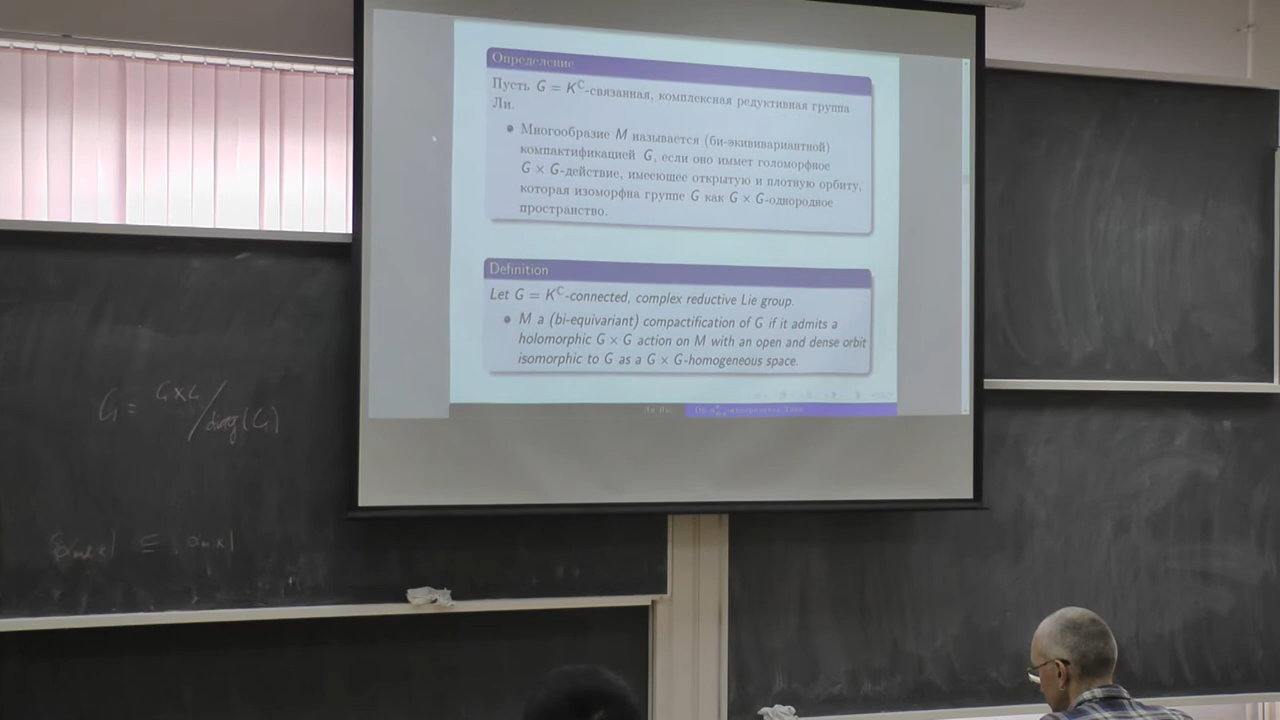 Определение
Пусть G = K^ℂ-связанная, комплексная редуктивная группа
Ли.
• Многообразие M называется (би-экививариантной)
компактификацией G, если оно иммет голоморфное
G × G-действие, имеющее открытую и плотную орбиту,
которая изоморфна группе G как G × G-однородное
пространство.
Definition
Let G = K^ℂ-connected, complex reductive Lie group.
• M a (bi-equivariant) compactification of G if it admits a
holomorphic G × G action on M with an open and dense orbit
isomorphic to G as a G × G-homogeneous space.
G = G×G/diag(G)